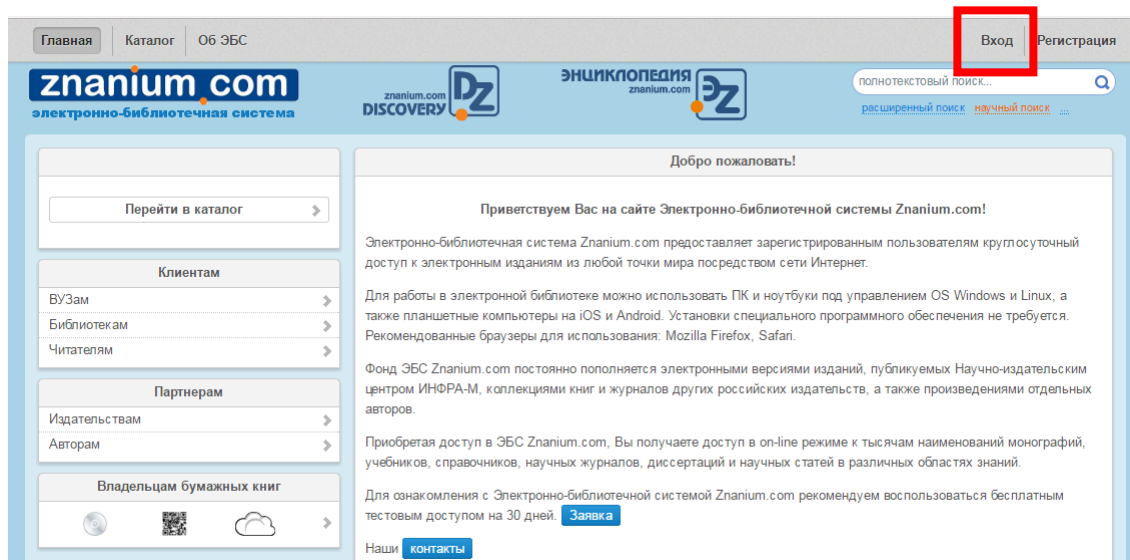 Главная Каталог Об ЭБС Вход Регистрация
znanium.com
электронно-библиотечная система
znanium.com
DISCOVERY
DZ
ЭНЦИКЛОПЕДИЯ
znanium.com
ЭZ
полнотекстовый поиск...
расширенный поиск научный поиск ...
Перейти в каталог
Клиентам
ВУЗам
Библиотекам
Читателям
Партнерам
Издательствам
Авторам
Владельцам бумажных книг
Добро пожаловать!
Приветствуем Вас на сайте Электронно-библиотечной системы Znanium.com!
Электронно-библиотечная система Znanium.com предоставляет зарегистрированным пользователям круглосуточный
доступ к электронным изданиям из любой точки мира посредством сети Интернет.
Для работы в электронной библиотеке можно использовать ПК и ноутбуки под управлением OS Windows и Linux, а
также планшетные компьютеры на iOS и Android. Установки специального программного обеспечения не требуется.
Рекомендованные браузеры для использования: Mozilla Firefox, Safari.
Фонд ЭБС Znanium.com постоянно пополняется электронными версиями изданий, публикуемых Научно-издательским
центром ИНФРА-М, коллекциями книг и журналов других российских издательств, а также произведениями отдельных
авторов.
Приобретая доступ в ЭБС Znanium.com, Вы получаете доступ в on-line режиме к тысячам наименований монографий,
учебников, справочников, научных журналов, диссертаций и научных статей в различных областях знаний.
Для ознакомления с Электронно-библиотечной системой Znanium.com рекомендуем воспользоваться бесплатным
тестовым доступом на 30 дней. Заявка
Наши контакты